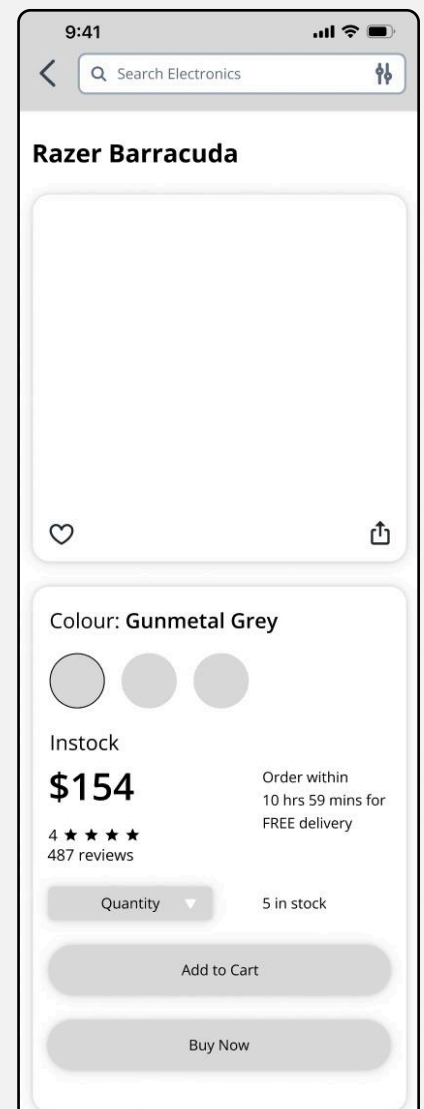 9:41
Search Electronics
Razer Barracuda
Colour: Gunmetal Grey
Instock
$154
Order within
10 hrs 59 mins for
FREE delivery
4 ★ ★ ★ ★
487 reviews
Quantity
5 in stock
Add to Cart
Buy Now